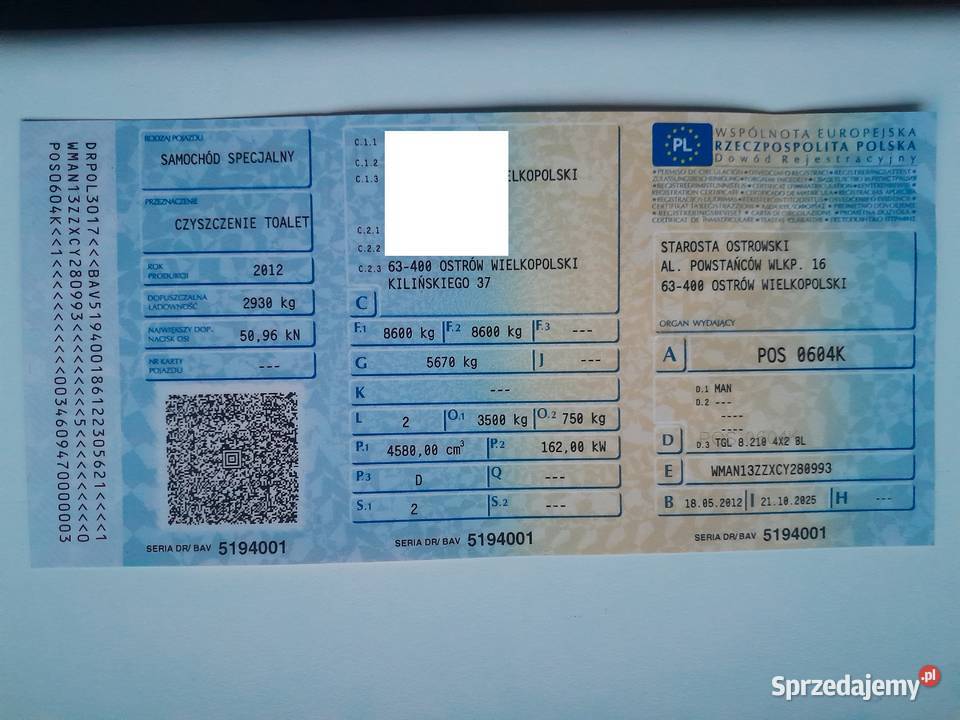 DRPOL3017<<<BAV5194001861223056 21<<<<<1
WMAN13ZZXCY280993<<<<<<<<5<<<<<<<<<<<<0
POS0604K<<1<<<<<<<<<<<<<0034609470000003
RODZAJ POJAZDU
SAMOCHÓD SPECJALNY
PRZEZNACZENIE
CZYSZCZENIE TOALET
ROK PRODUKCJI
2012
DOPUSZCZALNA ŁADOWNOŚĆ
2930 kg
NAJWIĘKSZY DOP. NACISK OSI
50,96 kN
NR KARTY POJAZDU
---
SERIA DR/BAV 5194001
C.1.1
C.1.2
C.1.3 ELKOPOLSKI
C.2.1
C.2.2
C.2.3 63-400 OSTRÓW WIELKOPOLSKI
KILIŃSKIEGO 37
C
F.1 8600 kg F.2 8600 kg F.3 ---
G 5670 kg J ---
K ---
L 2 O.1 3500 kg O.2 750 kg
P.1 4580,00 cm³ P.2 162,00 kW
P.3 D Q ---
S.1 2 S.2 ---
SERIA DR/BAV 5194001
PL
WSPÓLNOTA EUROPEJSKA
RZECZPOSPOLITA POLSKA
Dowód Rejestracyjny
STAROSTA OSTROWSKI
AL. POWSTAŃCÓW WLKP. 16
63-400 OSTRÓW WIELKOPOLSKI
ORGAN WYDAJĄCY
A POS 0604K
D.1 MAN
D.2 ---
----
----
D D.3 TGL 8.210 4X2 BL
E WMAN13ZZXCY280993
B 18.05.2012 I 21.10.2025 H ---
SERIA DR/BAV 5194001
Sprzedajemy.pl